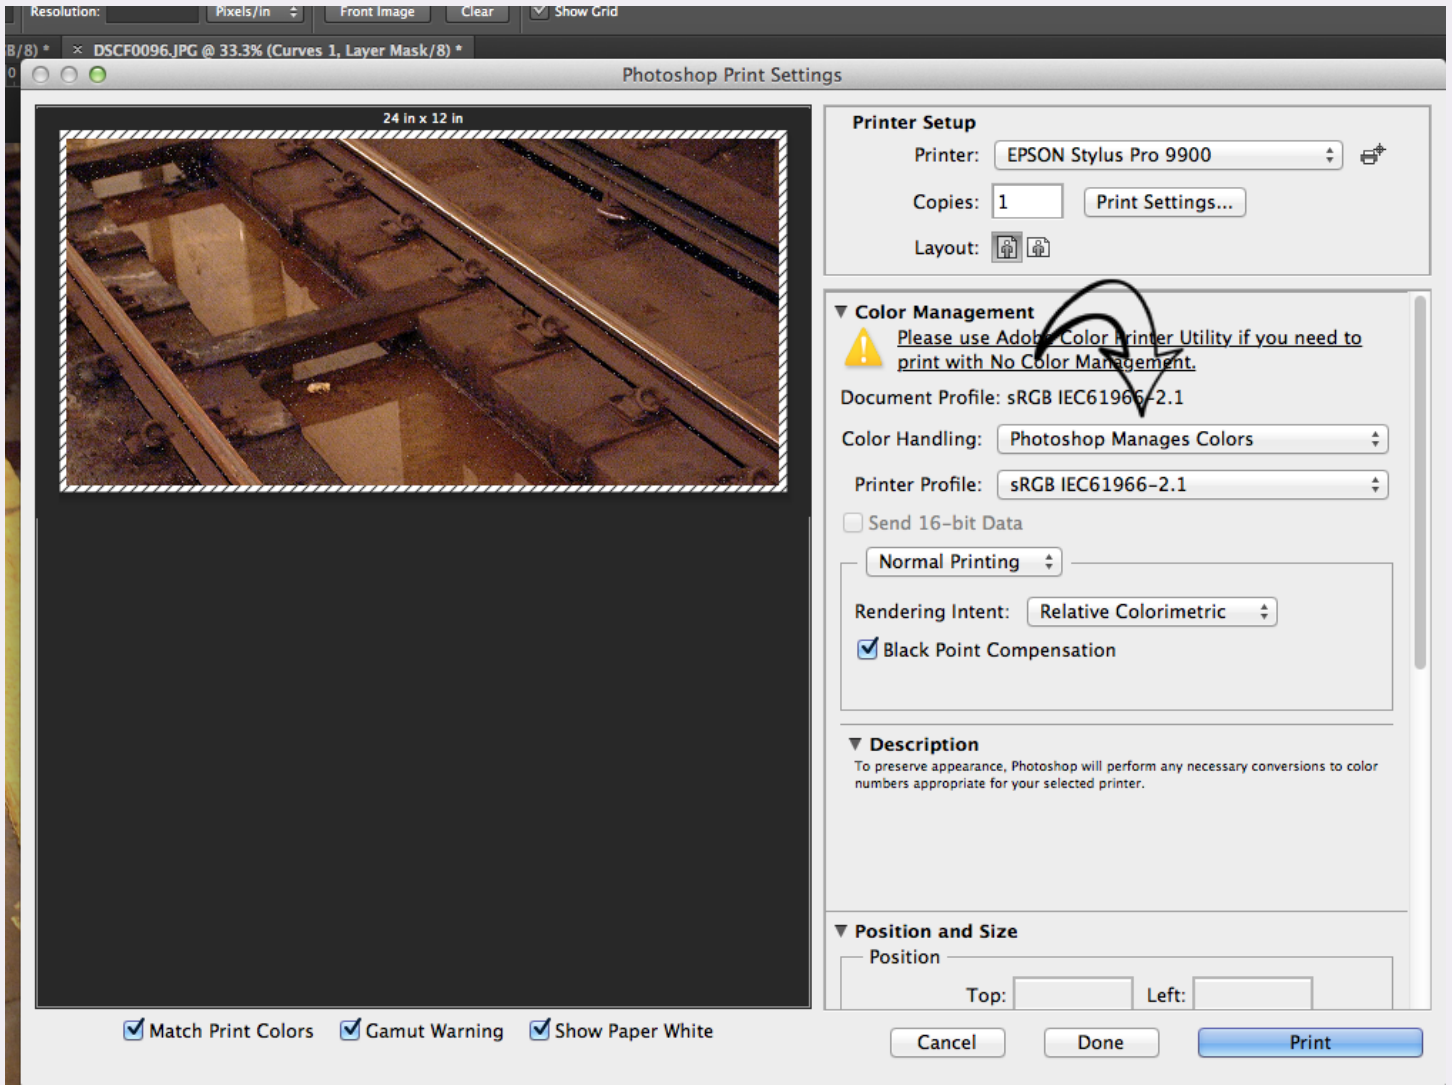 Resolution: Pixels/in Front Image Clear Show Grid
B/8) * × DSCF0096.JPG @ 33.3% (Curves 1, Layer Mask/8) *
0
Photoshop Print Settings
24 in x 12 in
Printer Setup
Printer: EPSON Stylus Pro 9900
Copies: 1 Print Settings...
Layout:
Color Management
Please use Adobe Color Printer Utility if you need to
print with No Color Management.
Document Profile: sRGB IEC61966-2.1
Color Handling: Photoshop Manages Colors
Printer Profile: sRGB IEC61966-2.1
Send 16-bit Data
Normal Printing
Rendering Intent: Relative Colorimetric
Black Point Compensation
Description
To preserve appearance, Photoshop will perform any necessary conversions to color
numbers appropriate for your selected printer.
Position and Size
Position
Top: Left:
Match Print Colors Gamut Warning Show Paper White
Cancel Done Print